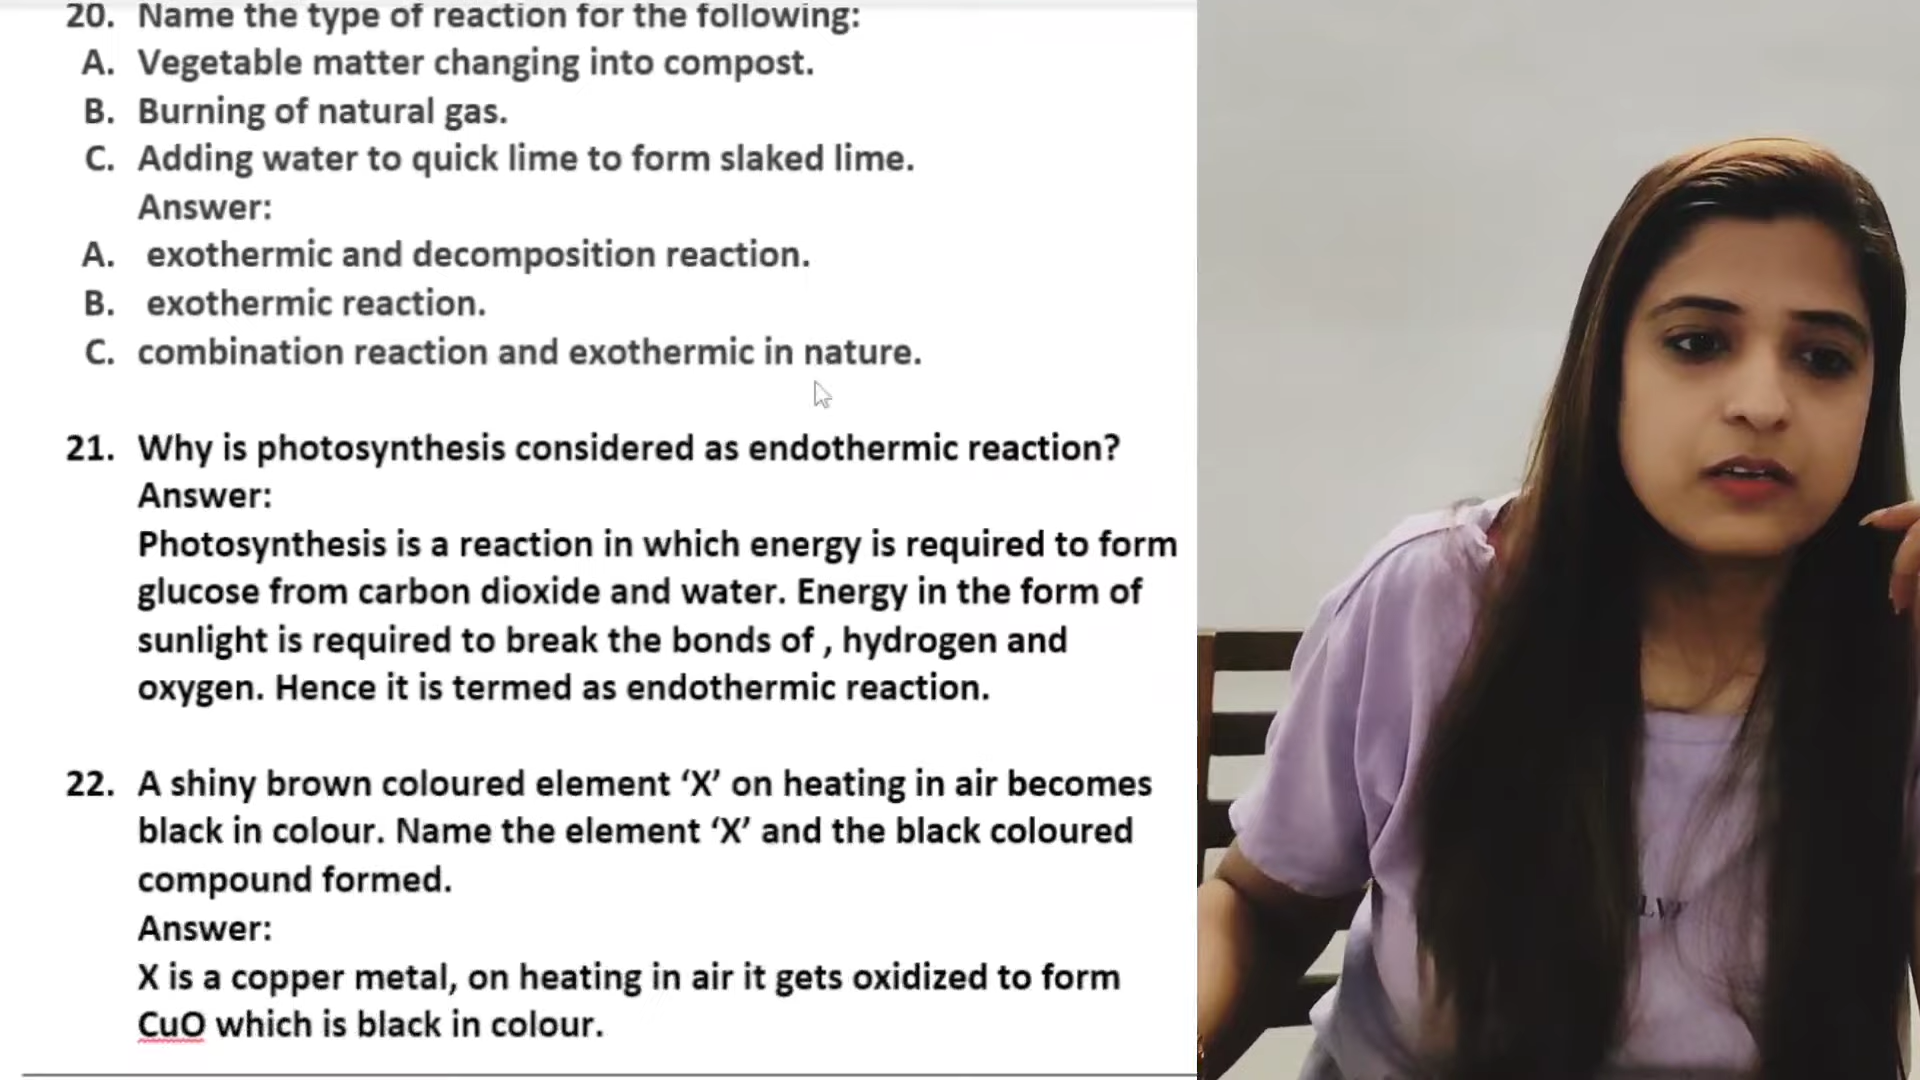 20. Name the type of reaction for the following:
A. Vegetable matter changing into compost.
B. Burning of natural gas.
C. Adding water to quick lime to form slaked lime.
Answer:
A. exothermic and decomposition reaction.
B. exothermic reaction.
C. combination reaction and exothermic in nature.
21. Why is photosynthesis considered as endothermic reaction?
Answer:
Photosynthesis is a reaction in which energy is required to form
glucose from carbon dioxide and water. Energy in the form of
sunlight is required to break the bonds of , hydrogen and
oxygen. Hence it is termed as endothermic reaction.
22. A shiny brown coloured element ‘X’ on heating in air becomes
black in colour. Name the element ‘X’ and the black coloured
compound formed.
Answer:
X is a copper metal, on heating in air it gets oxidized to form
CuO which is black in colour.